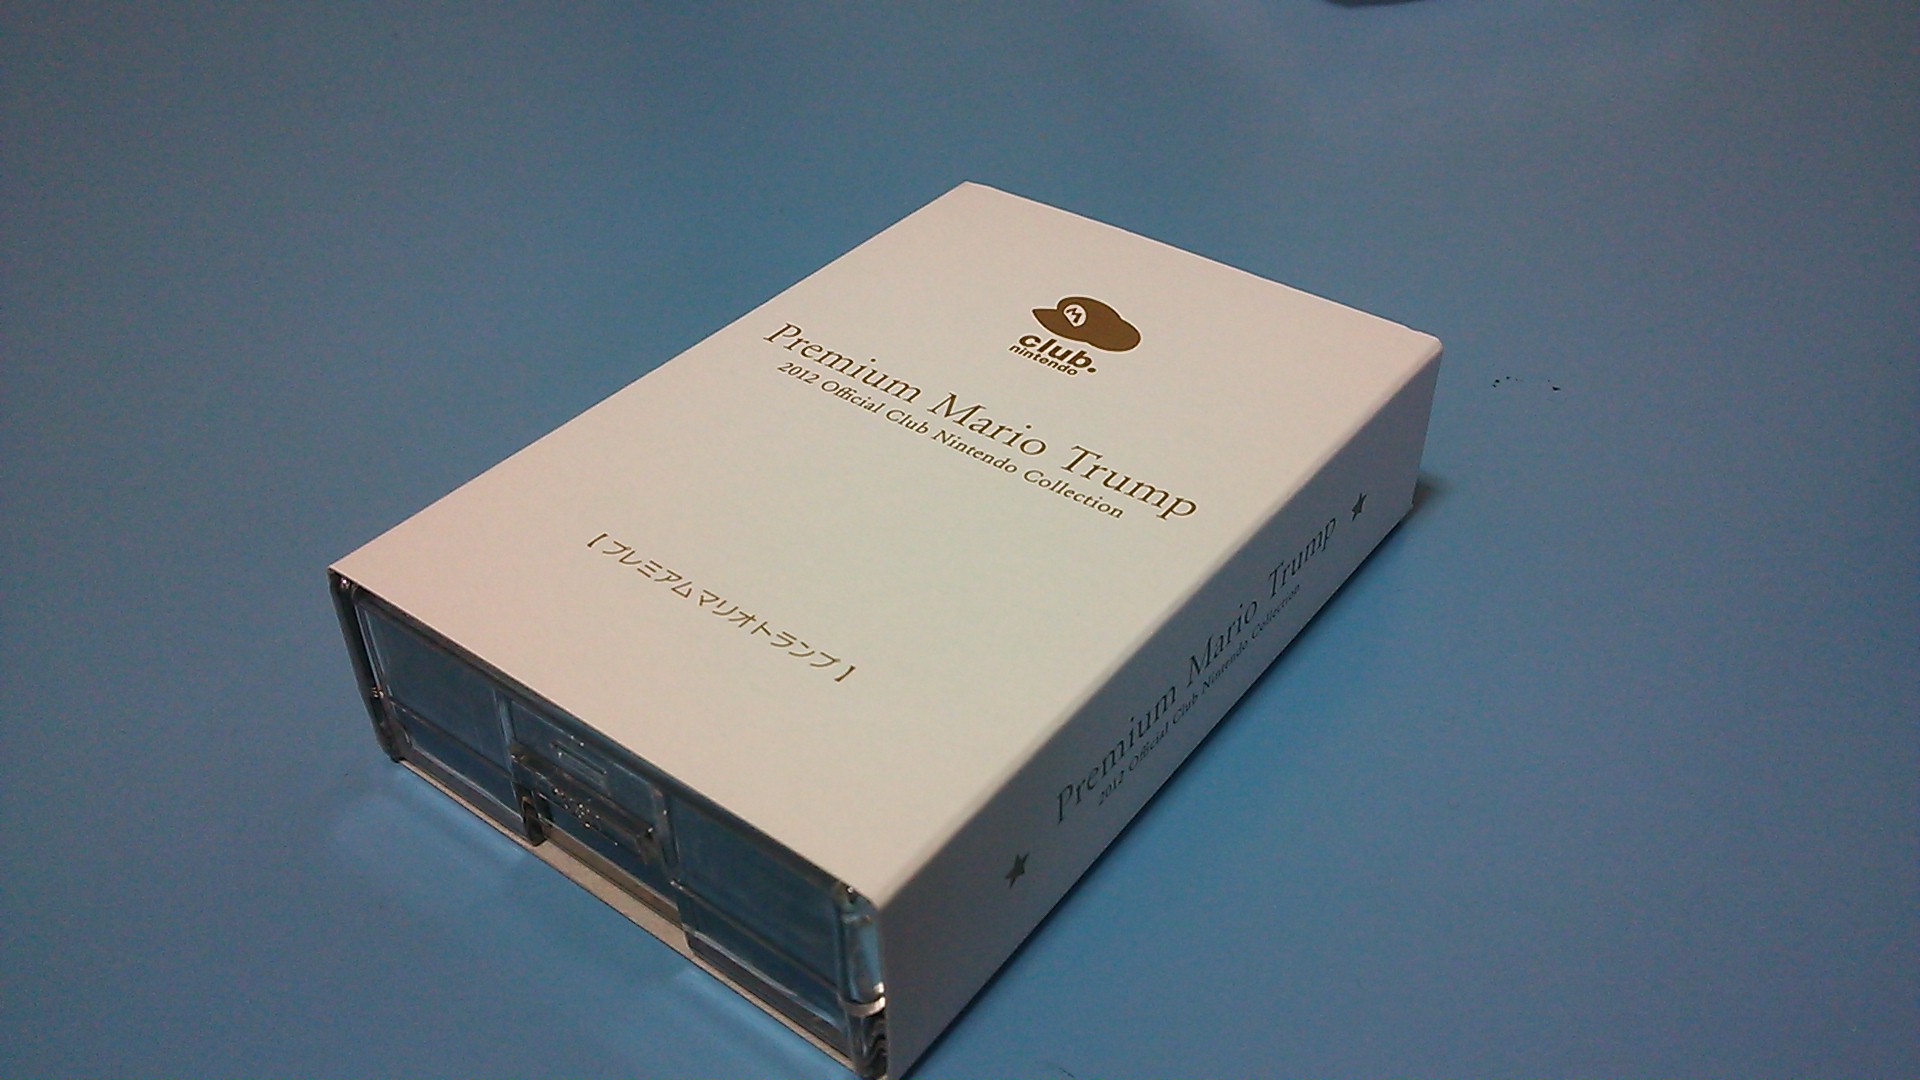 M
club.
nintendo
Premium Mario Trump
2012 Official Club Nintendo Collection
【プレミアムマリオトランプ】
★ Premium Mario Trump ★
2012 Official Club Nintendo Collection